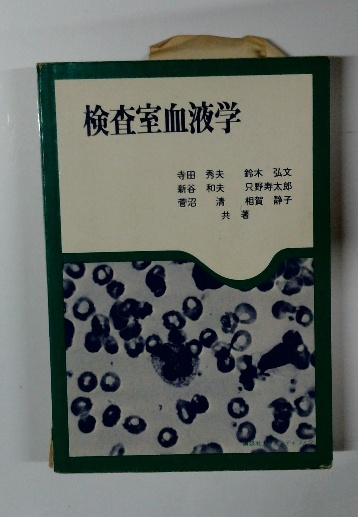 検査室血液学
寺田 秀夫 鈴木 弘文
新谷 和夫 只野寿太郎
菅沼 清 相賀 静子
共 著